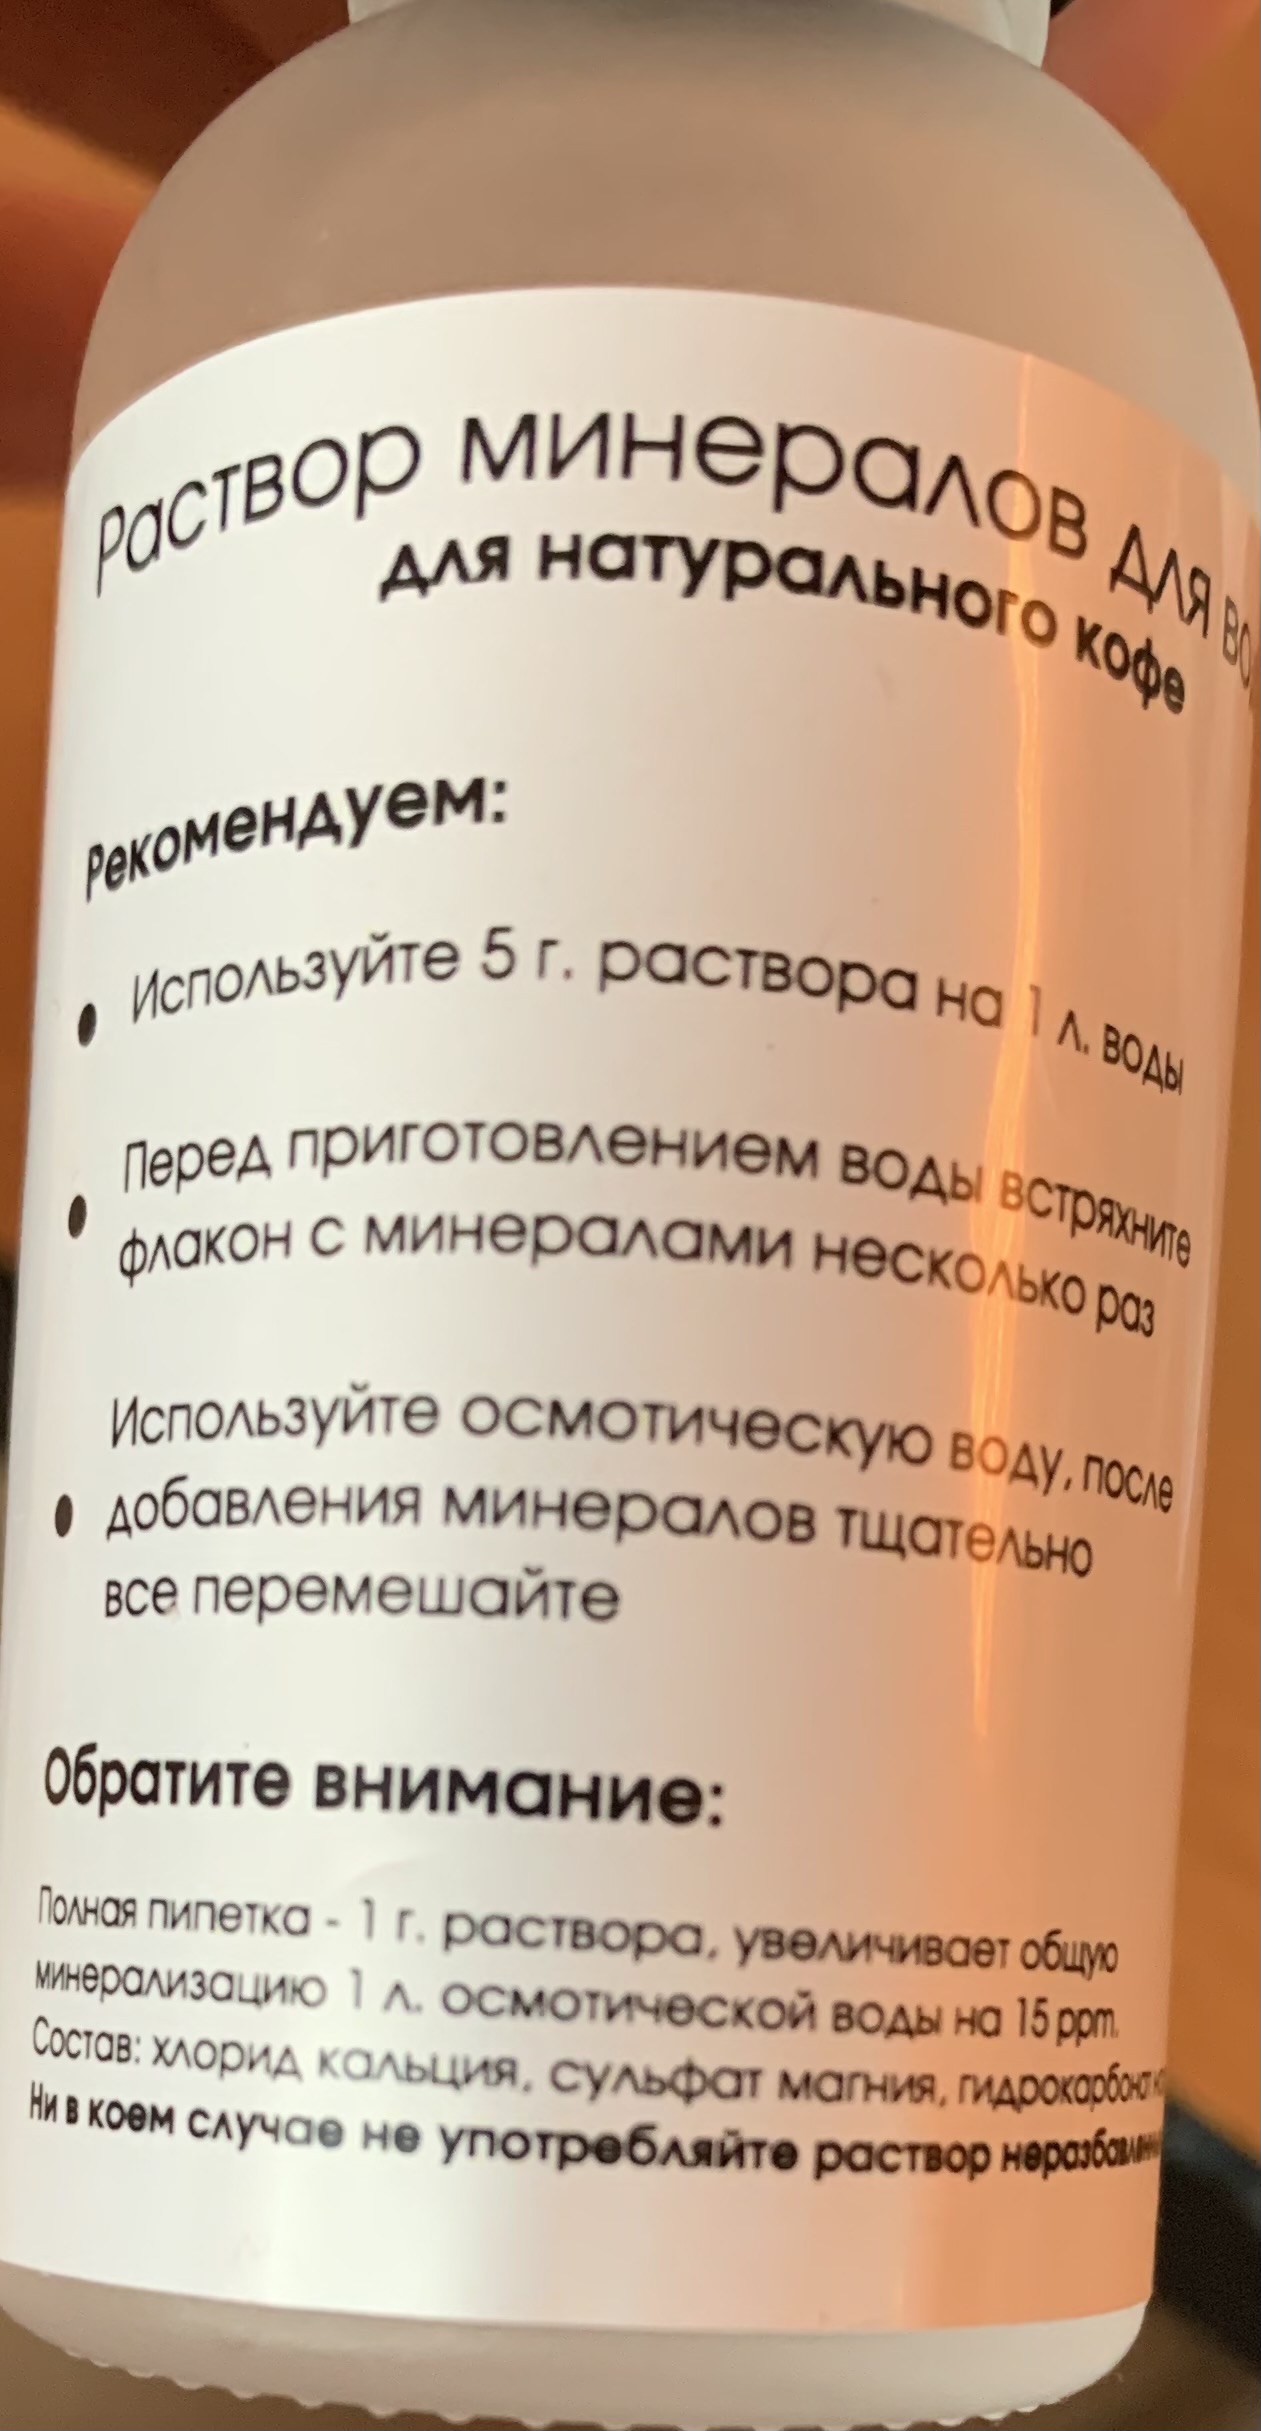 Раствор минералов для
для натурального кофе
Рекомендуем:
• Используйте 5 г. раствора на 1 л. воды
• Перед приготовлением воды встряхните
флакон с минералами несколько раз
• Используйте осмотическую воду, после
добавления минералов тщательно
все перемешайте
Обратите внимание:
Полная пипетка - 1 г. раствора, увеличивает общую
минерализацию 1 л. осмотической воды на 15 ppm.
Состав: хлорид кальция, сульфат магния, гидрокарбонат
Ни в коем случае не употребляйте раствор